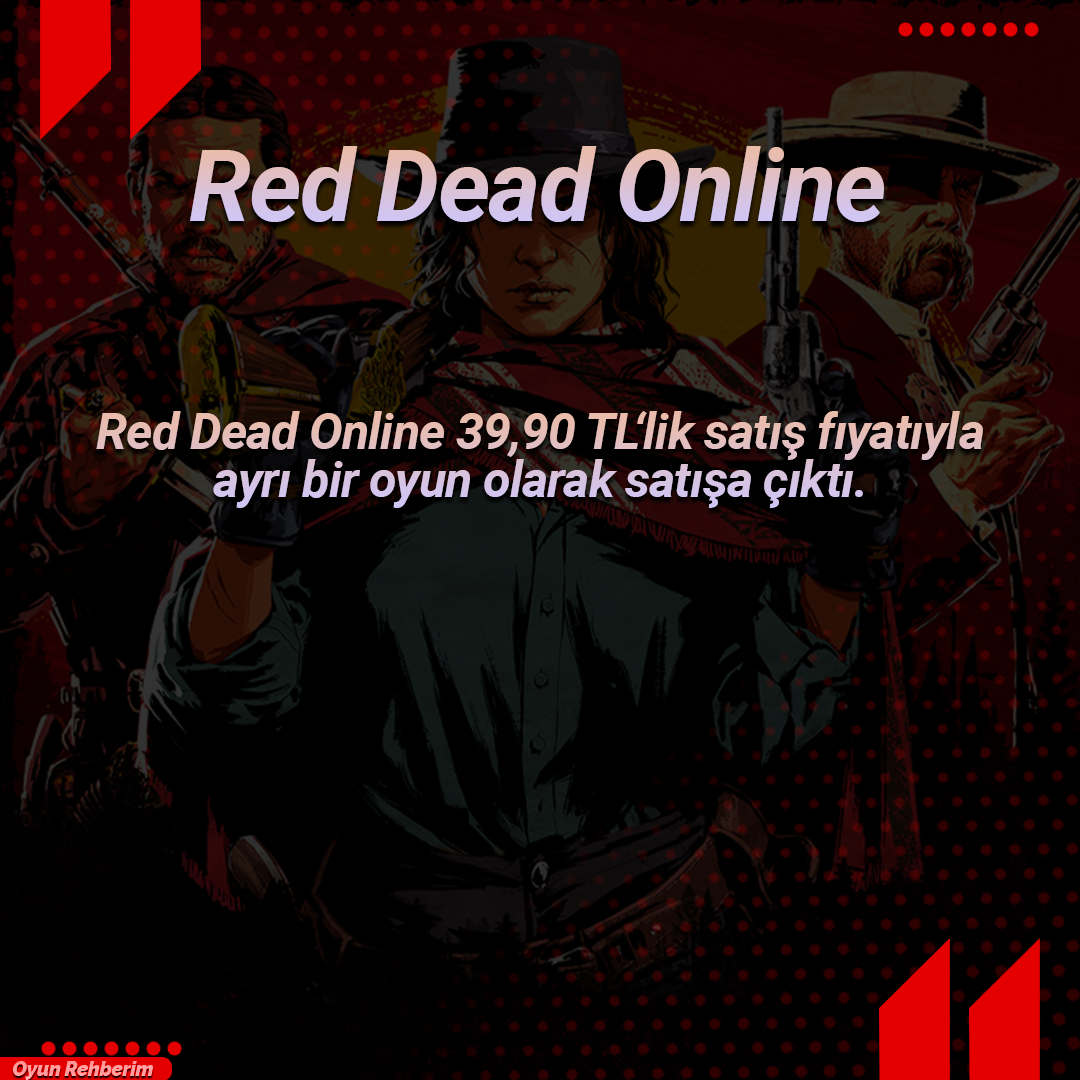 Red Dead Online
Red Dead Online 39,90 TL‘lik satış fıyatıyla
ayrı bir oyun olarak satışa çıktı.
Oyun Rehberim